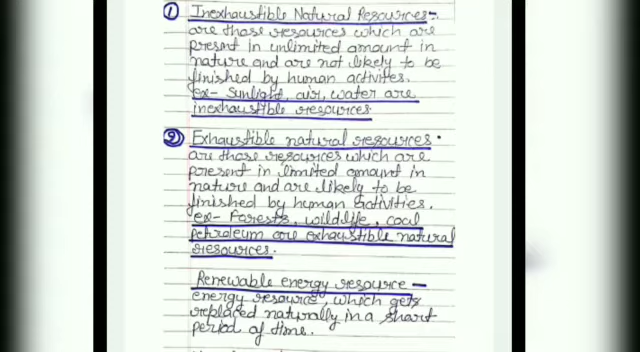 ① Inexhaustible Natural Resources-
are those resources which are
present in unlimited amount in
nature and are not likely to be
finished by human activites.
ex- Sunlight, air, water are
inexhaustible resources
② Exhaustible natural resources.
are those resources which are
present in limited amount in
nature and are likely to be
finished by human activities.
ex- Forests, wildlife, coal
petroleum are exhaustible natural
resources.
Renewable energy resource-
energy resource, which gets
replaced naturally in a short
period of time.